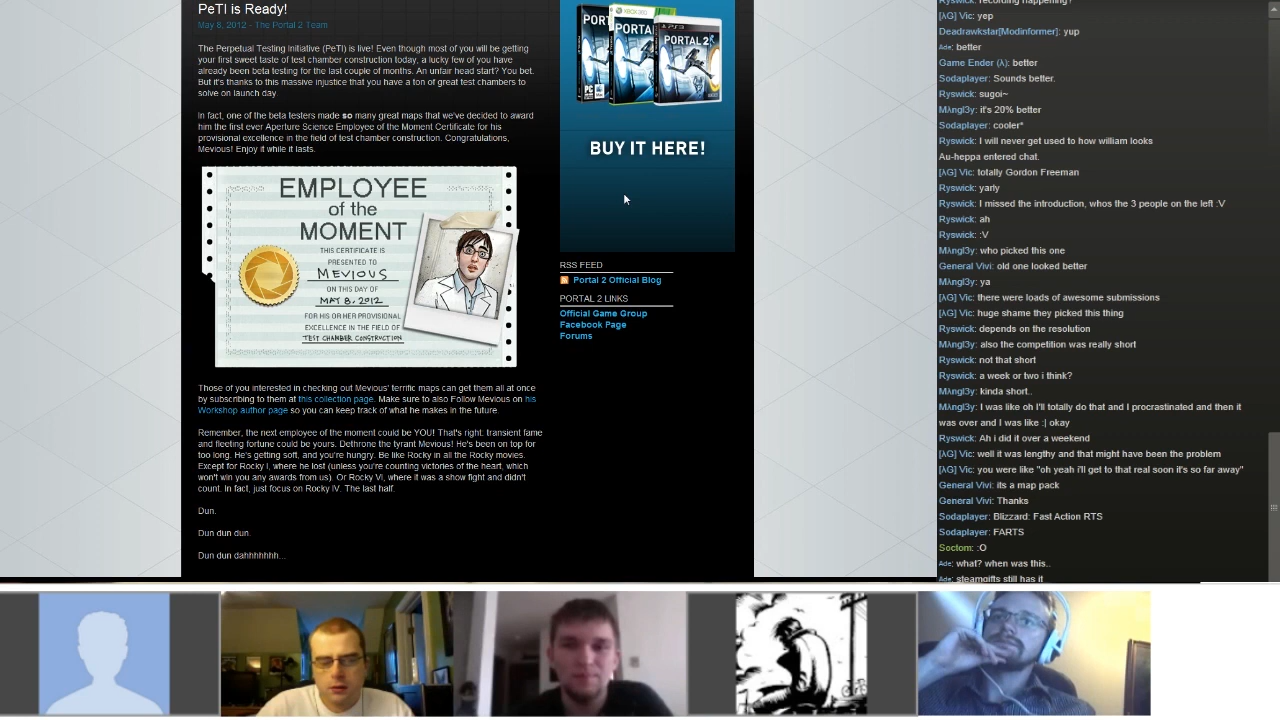 PeTI is Ready!
May 8, 2012 - The Portal 2 Team
The Perpetual Testing Initiative (PeTI) is live! Even though most of you will be getting
your first sweet taste of test chamber construction today, a lucky few of you have
already been beta testing for the last couple of months. An unfair head start? You bet.
But it's thanks to this massive injustice that you have a ton of great test chambers to
solve on launch day.
In fact, one of the beta testers made so many great maps that we've decided to award
him the first ever Aperture Science Employee of the Moment Certificate for his
provisional excellence in the field of test chamber construction. Congratulations,
Mevious! Enjoy it while it lasts.
EMPLOYEE
of the
MOMENT
THIS CERTIFICATE IS
PRESENTED TO
MEVIOUS
ON THIS DAY OF
MAY 8, 2012
FOR HIS OR HER PROVISIONAL
EXCELLENCE IN THE FIELD OF
TEST CHAMBER CONSTRUCTION
Those of you interested in checking out Mevious' terrific maps can get them all at once
by subscribing to them at this collection page. Make sure to also Follow Mevious on his
Workshop author page so you can keep track of what he makes in the future.
Remember, the next employee of the moment could be YOU! That's right: transient fame
and fleeting fortune could be yours. Dethrone the tyrant Mevious! He's been on top for
too long. He's getting soft, and you're hungry. Be like Rocky in all the Rocky movies.
Except for Rocky I, where he lost (unless you're counting victories of the heart, which
won't win you any awards from us). Or Rocky VI, where it was a show fight and didn't
count. In fact, just focus on Rocky IV. The last half.
Dun.
Dun dun dun.
Dun dun dahhhhhhh...
XBOX 360
PS3
PORTAL 2
PC
BUY IT HERE!
RSS FEED
Portal 2 Official Blog
PORTAL 2 LINKS
Official Game Group
Facebook Page
Forums
Ryswick: recording happening?
[λG] Vic: yep
Deadrawkstar[Modinformer]: yup
Ade: better
Game Ender (λ): better
Sodaplayer: Sounds better.
Ryswick: sugoi~
Mλngl3y: it's 20% better
Sodaplayer: cooler*
Ryswick: I will never get used to how william looks
Au-heppa entered chat.
[λG] Vic: totally Gordon Freeman
Ryswick: yarly
Ryswick: I missed the introduction, whos the 3 people on the left :V
Ryswick: ah
Ryswick: :V
Mλngl3y: who picked this one
General Vivi: old one looked better
Mλngl3y: ya
[λG] Vic: there were loads of awesome submissions
[λG] Vic: huge shame they picked this thing
Ryswick: depends on the resolution
Mλngl3y: also the competition was really short
Ryswick: not that short
Ryswick: a week or two i think?
Mλngl3y: kinda short..
Mλngl3y: I was like oh I'll totally do that and I procrastinated and then it
was over and I was like :| okay
Ryswick: Ah i did it over a weekend
[λG] Vic: well it was lengthy and that might have been the problem
[λG] Vic: you were like "oh yeah i'll get to that real soon it's so far away"
General Vivi: its a map pack
General Vivi: Thanks
Sodaplayer: Blizzard: Fast Action RTS
Sodaplayer: FARTS
Soctom: :O
Ade: what? when was this..
Ade: steamgifts still has it